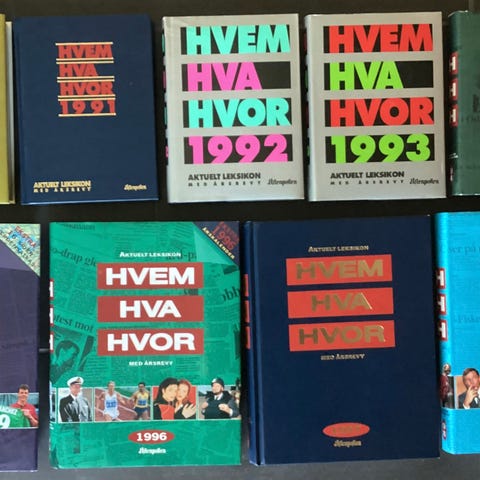 HVEM
HVA
HVOR
1991
AKTUELT LEKSIKON
MED ÅRSREVY
Aftenposten
HVEM
HVA
HVOR
1992
AKTUELT LEKSIKON
MED ÅRSREVY
Aftenposten
HVEM
HVA
HVOR
1993
AKTUELT LEKSIKON
MED ÅRSREVY
Aftenposten
AKTUELT LEKSIKON
HVEM
HVA
HVOR
MED ÅRSREVY
1996
Aftenposten
AKTUELT LEKSIKON
HVEM
HVA
HVOR
MED ÅRSREVY
Aftenposten